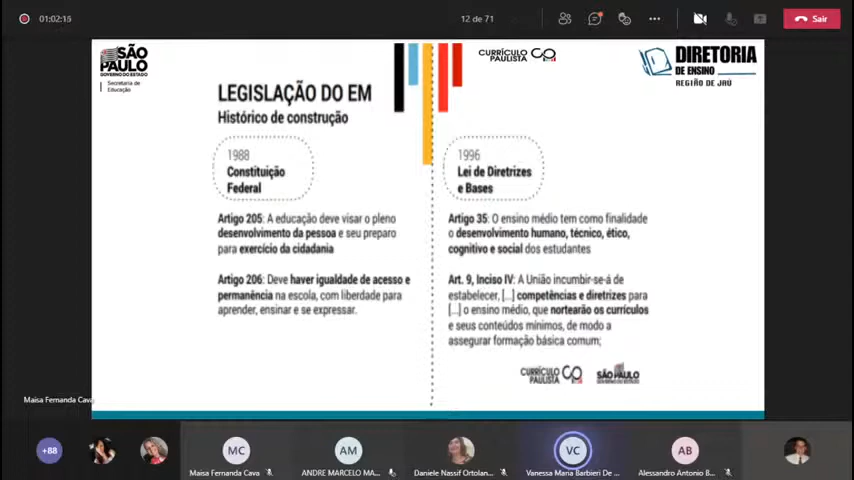 01:02:15
12 de 71
Sair
SÃO PAULO
GOVERNO DO ESTADO
Secretaria de
Educação
CURRÍCULO
PAULISTA
DIRETORIA
DE ENSINO
REGIÃO DE JAÚ
LEGISLAÇÃO DO EM
Histórico de construção
1988
Constituição
Federal
Artigo 205: A educação deve visar o pleno
desenvolvimento da pessoa e seu preparo
para exercício da cidadania
Artigo 206: Deve haver igualdade de acesso e
permanência na escola, com liberdade para
aprender, ensinar e se expressar.
1996
Lei de Diretrizes
e Bases
Artigo 35: O ensino médio tem como finalidade
o desenvolvimento humano, técnico, ético,
cognitivo e social dos estudantes
Art. 9, Inciso IV: A União incumbir-se-á de
estabelecer, [...] competências e diretrizes para
[...] o ensino médio, que nortearão os currículos
e seus conteúdos mínimos, de modo a
assegurar formação básica comum;
CURRÍCULO
PAULISTA
SÃO PAULO
GOVERNO DO ESTADO
Maisa Fernanda Cava
+88
MC
AM
VC
AB
Maisa Fernanda Cava
ANDRE MARCELO MA...
Daniele Nassif Ortolan...
Vanessa Maria Barbieri De ...
Alessandro Antonio B...